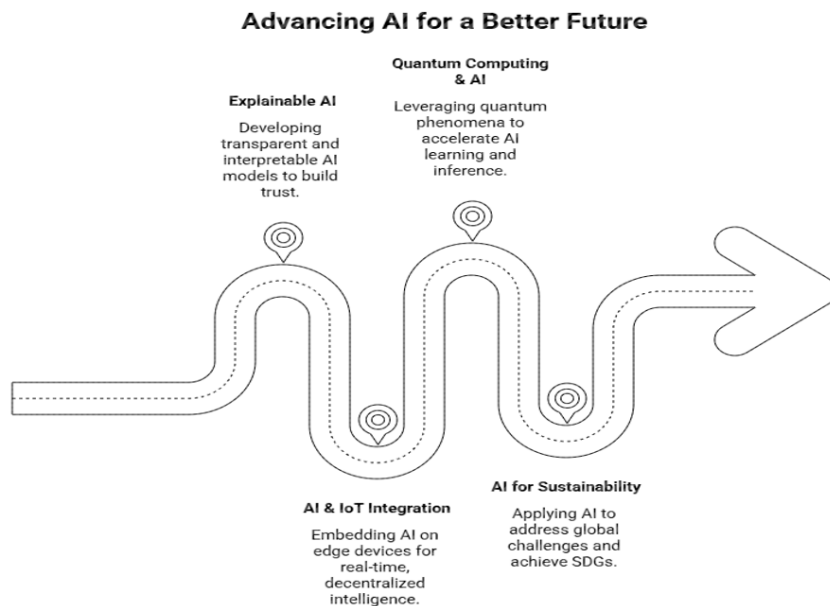 Advancing AI for a Better Future
Explainable AI
Developing
transparent and
interpretable AI
models to build
trust.
Quantum Computing
& AI
Leveraging quantum
phenomena to
accelerate AI
learning and
inference.
AI & IoT Integration
Embedding AI on
edge devices for
real-time,
decentralized
intelligence.
AI for Sustainability
Applying AI to
address global
challenges and
achieve SDGs.